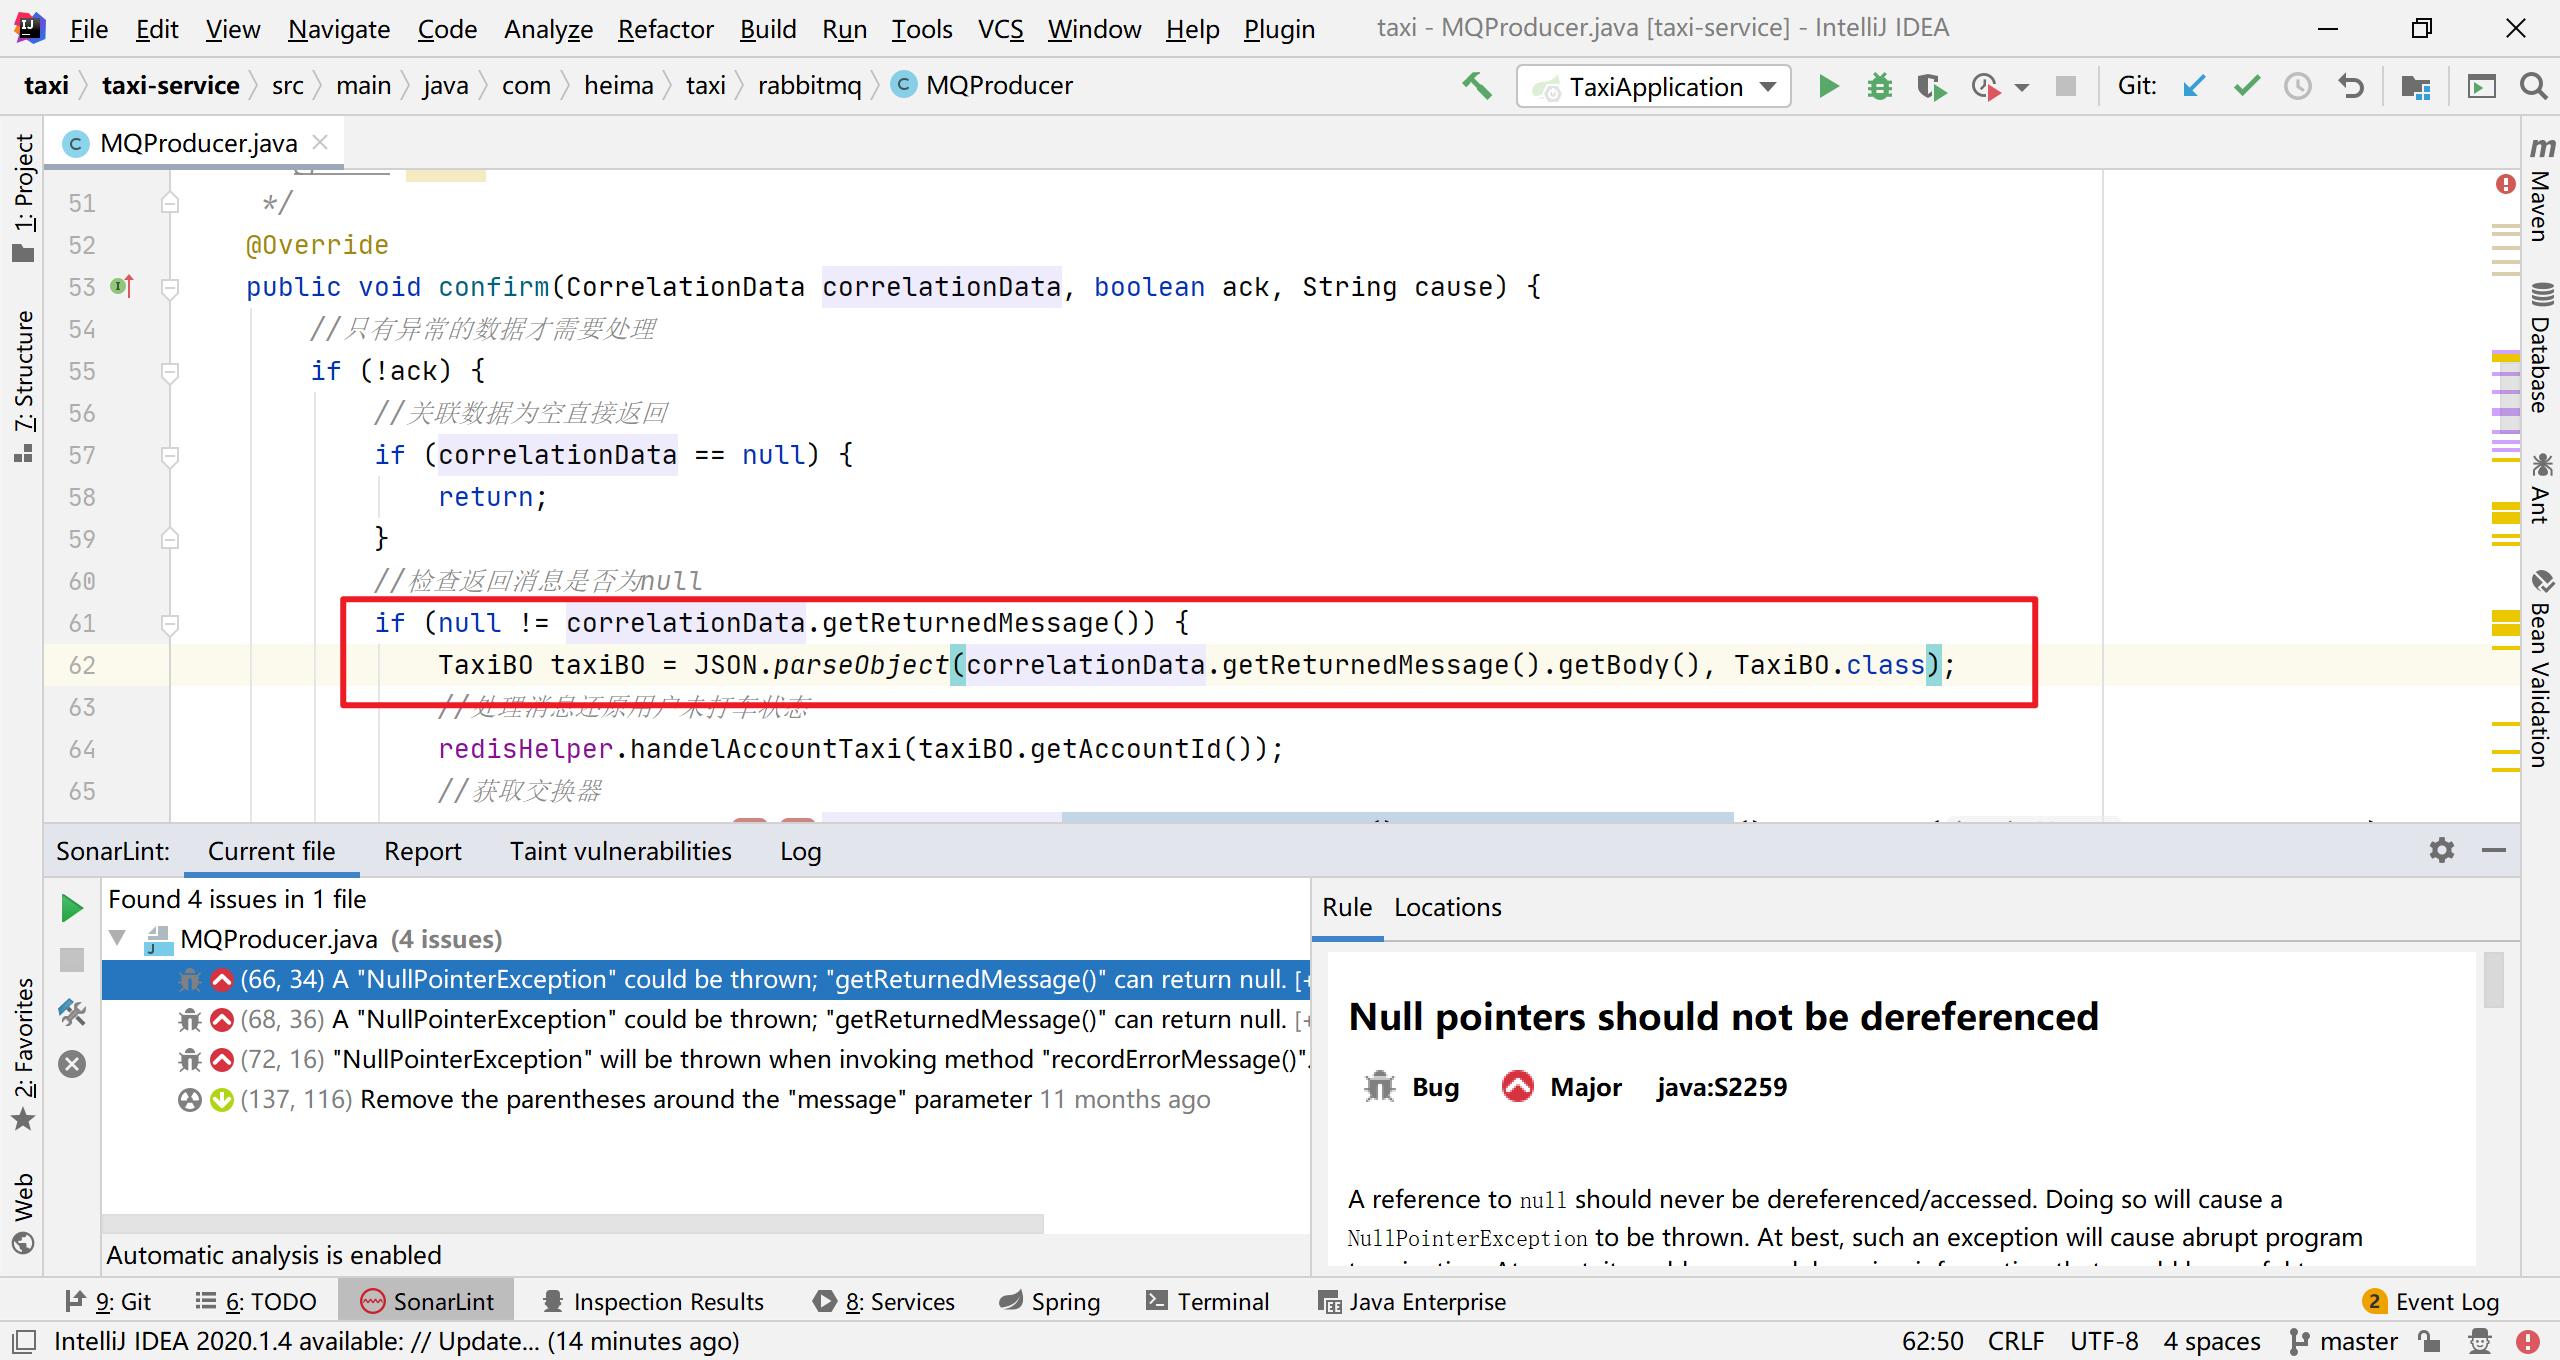 File Edit View Navigate Code Analyze Refactor Build Run Tools VCS Window Help Plugin taxi - MQProducer.java [taxi-service] - IntelliJ IDEA
taxi taxi-service src main java com heima taxi rabbitmq MQProducer TaxiApplication Git:
MQProducer.java
51 */
52 @Override
53 public void confirm(CorrelationData correlationData, boolean ack, String cause) {
54 //只有异常的数据才需要处理
55 if (!ack) {
56 //关联数据为空直接返回
57 if (correlationData == null) {
58 return;
59 }
60 //检查返回消息是否为null
61 if (null != correlationData.getReturnedMessage()) {
62 TaxiBO taxiBO = JSON.parseObject(correlationData.getReturnedMessage().getBody(), TaxiBO.class);
63 //处理消息还原用户未打车状态
64 redisHelper.handelAccountTaxi(taxiBO.getAccountId());
65 //获取交换器
1: Project
7: Structure
2: Favorites
Web
Maven
Database
Ant
Bean Validation
SonarLint: Current file Report Taint vulnerabilities Log
Found 4 issues in 1 file
MQProducer.java (4 issues)
(66, 34) A "NullPointerException" could be thrown; "getReturnedMessage()" can return null. [+
(68, 36) A "NullPointerException" could be thrown; "getReturnedMessage()" can return null. [+
(72, 16) "NullPointerException" will be thrown when invoking method "recordErrorMessage()".
(137, 116) Remove the parentheses around the "message" parameter 11 months ago
Automatic analysis is enabled
Rule Locations
Null pointers should not be dereferenced
Bug Major java:S2259
A reference to null should never be dereferenced/accessed. Doing so will cause a
NullPointerException to be thrown. At best, such an exception will cause abrupt program
9: Git 6: TODO SonarLint Inspection Results 8: Services Spring Terminal Java Enterprise 2 Event Log
IntelliJ IDEA 2020.1.4 available: // Update... (14 minutes ago) 62:50 CRLF UTF-8 4 spaces master